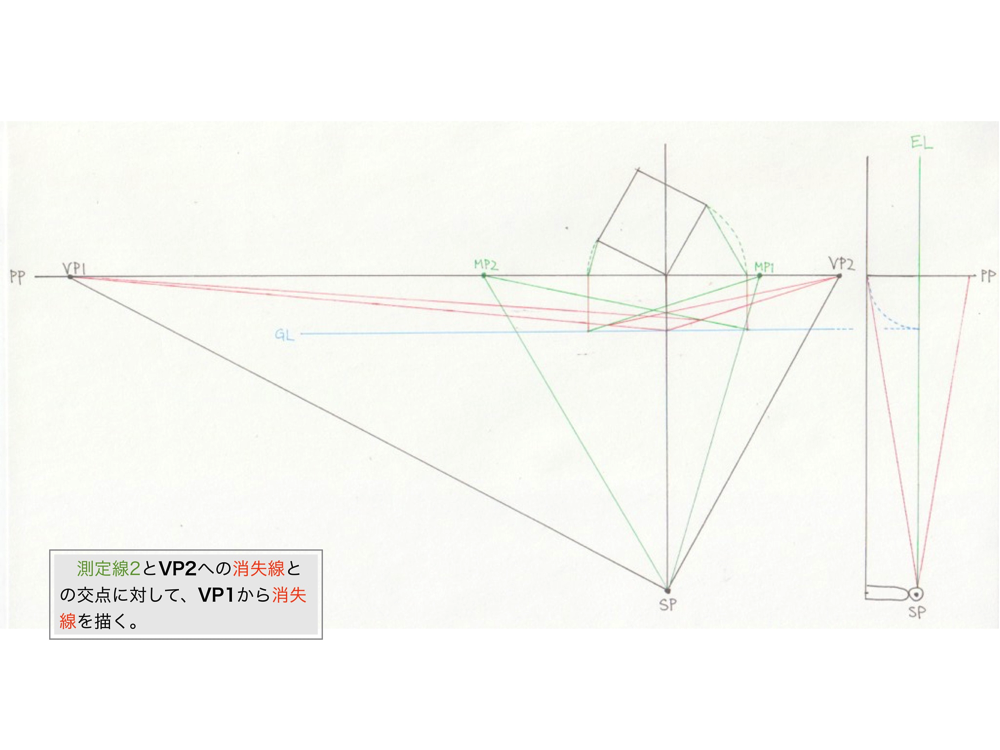 EL
PP
VP1
MP2
MP1
VP2
PP
GL
SP
SP
測定線2とVP2への消失線と
の交点に対して、VP1から消失
線を描く。